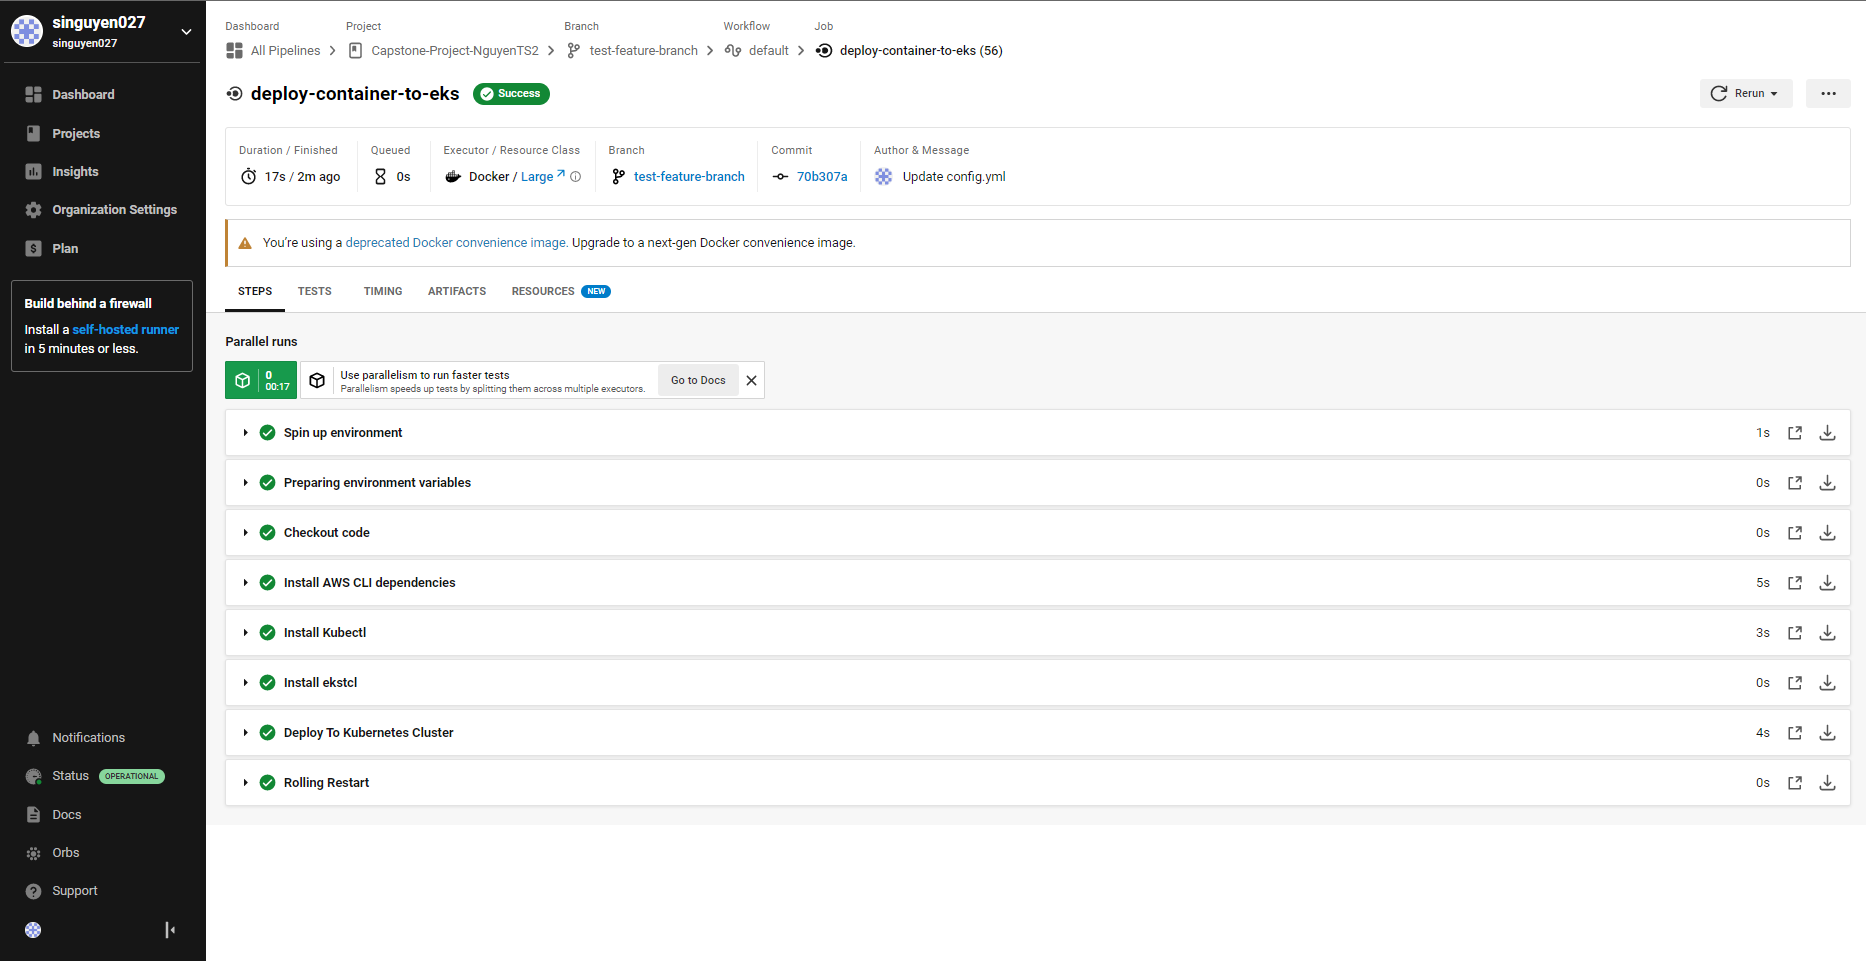 singuyen027
singuyen027
Dashboard
Projects
Insights
Organization Settings
Plan
Build behind a firewall
Install a self-hosted runner
in 5 minutes or less.
Notifications
Status OPERATIONAL
Docs
Orbs
Support
Dashboard Project Branch Workflow Job
All Pipelines Capstone-Project-NguyenTS2 test-feature-branch default deploy-container-to-eks (56)
deploy-container-to-eks Success
Rerun
Duration / Finished Queued Executor / Resource Class Branch Commit Author & Message
17s / 2m ago 0s Docker / Large test-feature-branch 70b307a Update config.yml
You're using a deprecated Docker convenience image. Upgrade to a next-gen Docker convenience image.
STEPS TESTS TIMING ARTIFACTS RESOURCES NEW
Parallel runs
0
00:17
Use parallelism to run faster tests
Parallelism speeds up tests by splitting them across multiple executors.
Go to Docs
Spin up environment 1s
Preparing environment variables 0s
Checkout code 0s
Install AWS CLI dependencies 5s
Install Kubectl 3s
Install ekstcl 0s
Deploy To Kubernetes Cluster 4s
Rolling Restart 0s